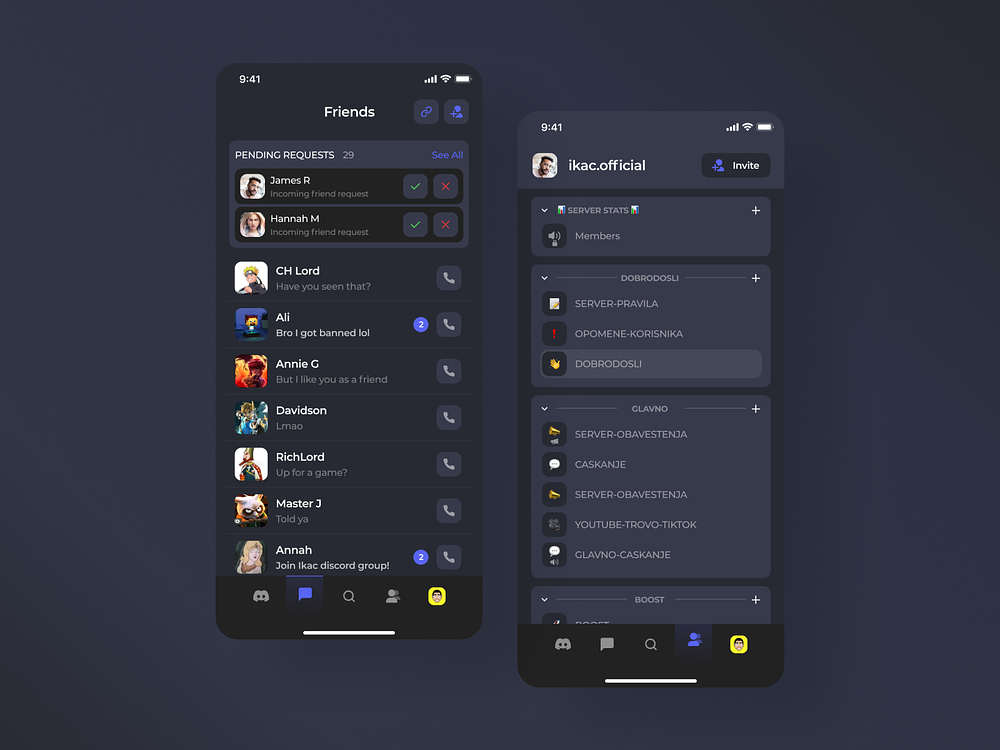 9:41
Friends
PENDING REQUESTS 29 See All
James R
Incoming friend request
Hannah M
Incoming friend request
CH Lord
Have you seen that?
Ali
Bro I got banned lol
2
Annie G
But I like you as a friend
Davidson
Lmao
RichLord
Up for a game?
Master J
Told ya
Annah
Join Ikac discord group!
2
9:41
ikac.official
Invite
SERVER STATS
Members
DOBRODOSLI
SERVER-PRAVILA
OPOMENE-KORISNIKA
DOBRODOSLI
GLAVNO
SERVER-OBAVESTENJA
CASKANJE
SERVER-OBAVESTENJA
YOUTUBE-TROVO-TIKTOK
GLAVNO-CASKANJE
BOOST
BOOST